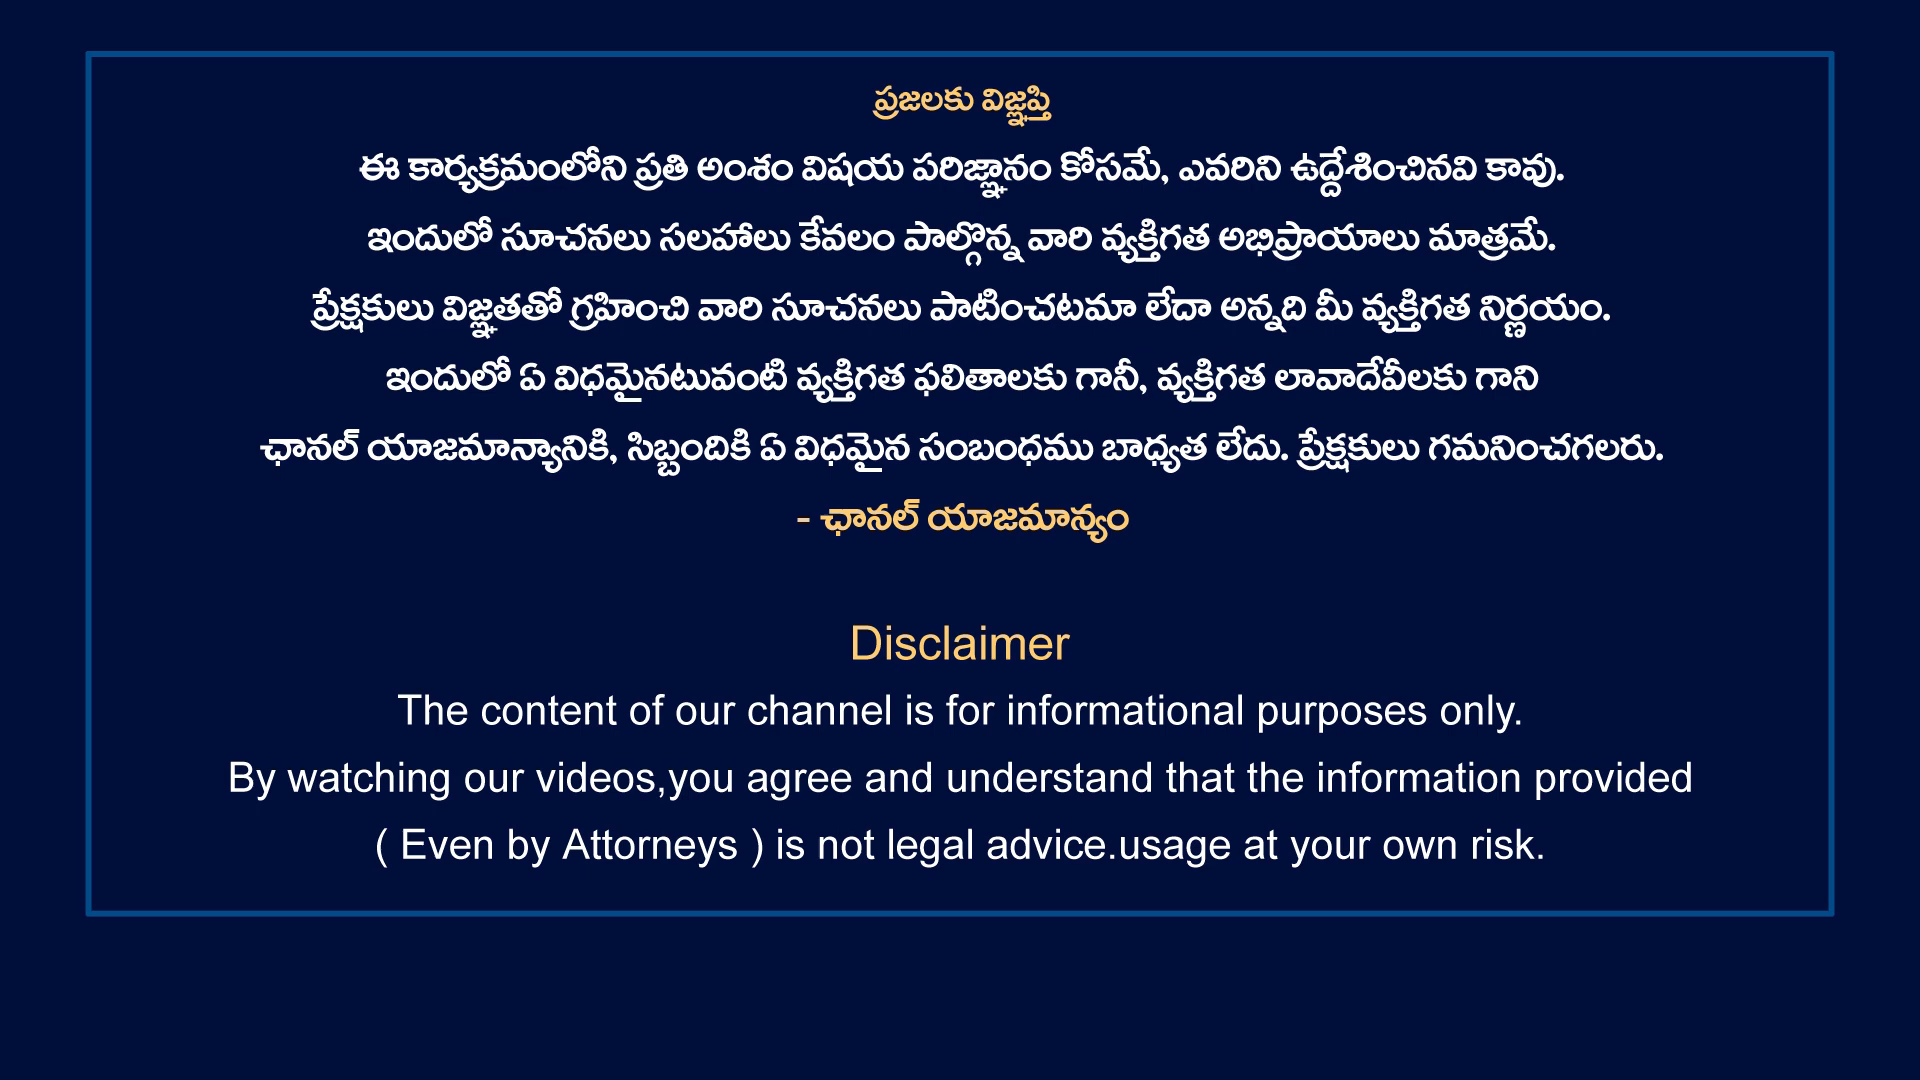 ప్రజలకు విజ్ఞప్తి
ఈ కార్యక్రమంలోని ప్రతి అంశం విషయ పరిజ్ఞానం కోసమే, ఎవరిని ఉద్దేశించినవి కావు.
ఇందులో సూచనలు సలహాలు కేవలం పాల్గొన్న వారి వ్యక్తిగత అభిప్రాయాలు మాత్రమే.
ప్రేక్షకులు విజ్ఞతతో గ్రహించి వారి సూచనలు పాటించటమా లేదా అన్నది మీ వ్యక్తిగత నిర్ణయం.
ఇందులో ఏ విధమైనటువంటి వ్యక్తిగత ఫలితాలకు గానీ, వ్యక్తిగత లావాదేవీలకు గాని
ఛానల్ యాజమాన్యానికి, సిబ్బందికి ఏ విధమైన సంబంధము బాధ్యత లేదు. ప్రేక్షకులు గమనించగలరు.
- ఛానల్ యాజమాన్యం
Disclaimer
The content of our channel is for informational purposes only.
By watching our videos,you agree and understand that the information provided
( Even by Attorneys ) is not legal advice.usage at your own risk.